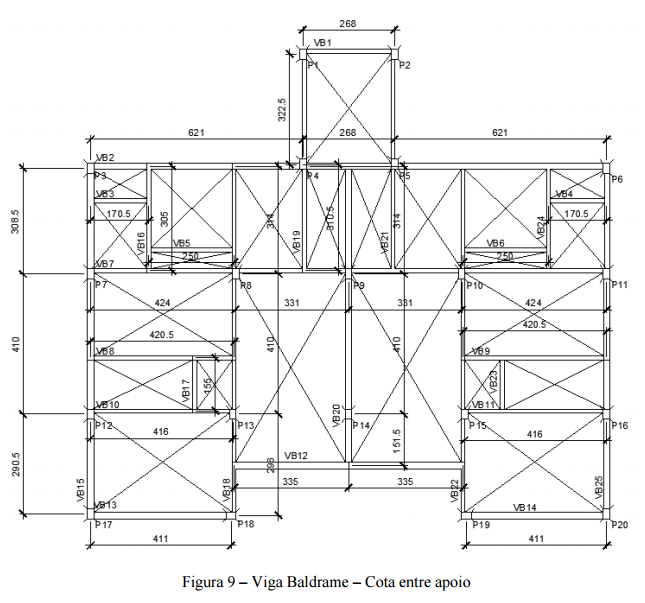 268
VB1
P1
P2
322.5
621
268
621
VB2
P3
P4
P5
P6
VB3
VB4
170.5
305
314
310.5
314
170.5
308.5
VB16
VB19
VB21
VB24
VB5
VB6
250
250
VB7
P7
P8
P9
P10
P11
424
331
331
424
420.5
420.5
410
410
410
VB8
VB9
VB17
155
VB23
VB10
VB11
VB20
P12
P13
P14
P15
P16
416
416
151.5
VB12
290.5
296
335
335
VB15
VB18
VB22
VB25
VB13
VB14
P17
P18
P19
P20
411
411
Figura 9 – Viga Baldrame – Cota entre apoio